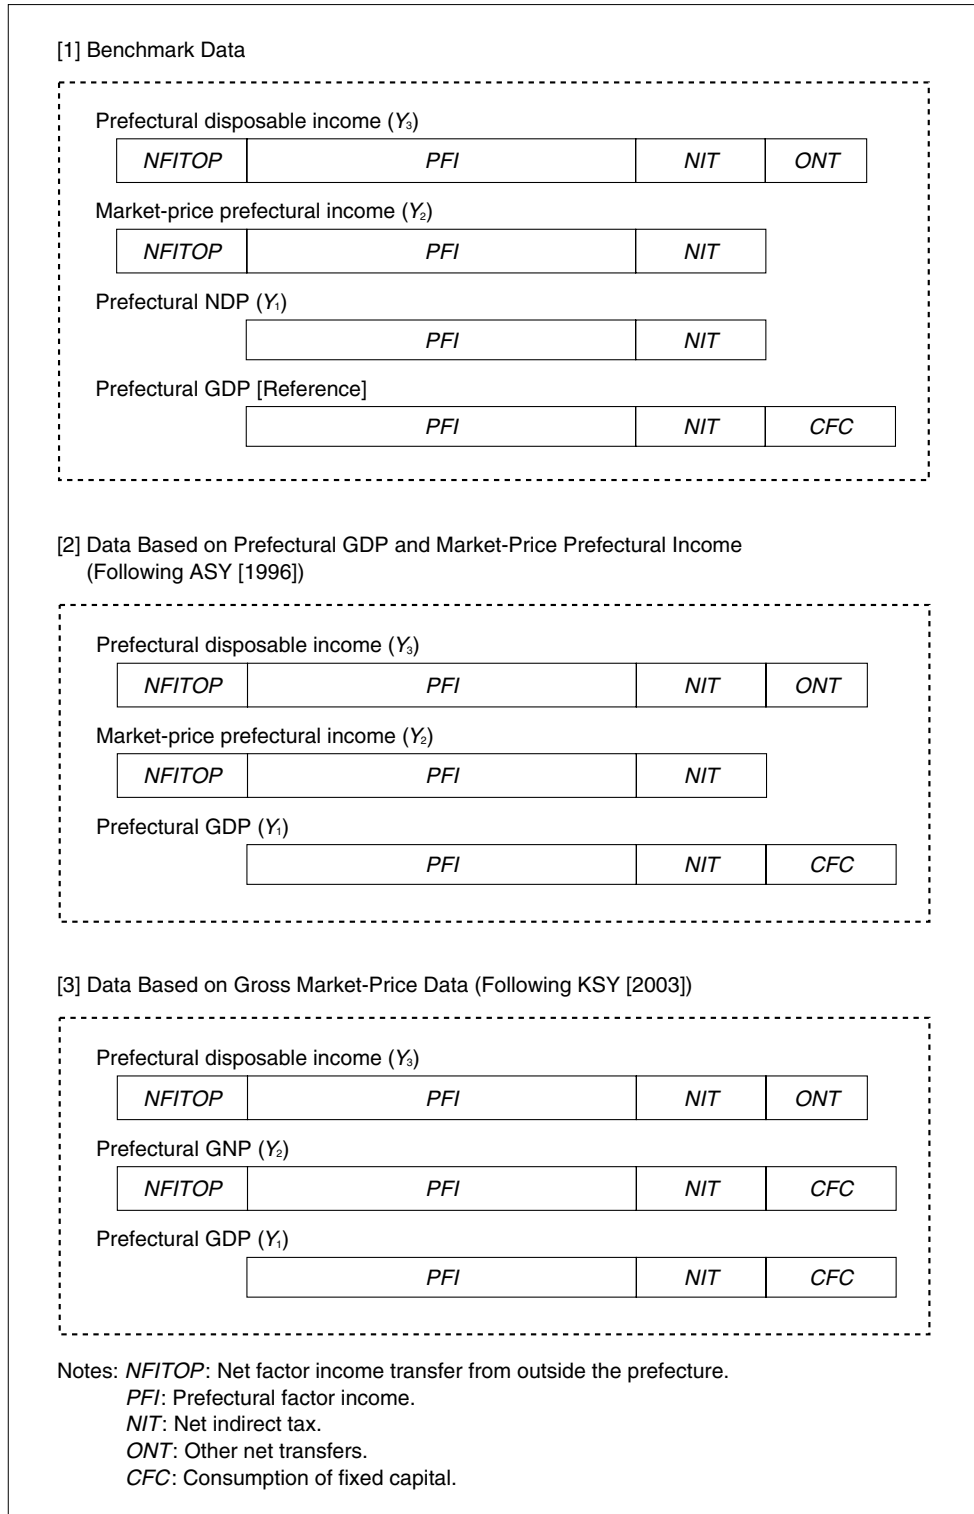 [1] Benchmark Data
Prefectural disposable income (Y₃)
NFITOP PFI NIT ONT
Market-price prefectural income (Y₂)
NFITOP PFI NIT
Prefectural NDP (Y₁)
PFI NIT
Prefectural GDP [Reference]
PFI NIT CFC
[2] Data Based on Prefectural GDP and Market-Price Prefectural Income
(Following ASY [1996])
Prefectural disposable income (Y₃)
NFITOP PFI NIT ONT
Market-price prefectural income (Y₂)
NFITOP PFI NIT
Prefectural GDP (Y₁)
PFI NIT CFC
[3] Data Based on Gross Market-Price Data (Following KSY [2003])
Prefectural disposable income (Y₃)
NFITOP PFI NIT ONT
Prefectural GNP (Y₂)
NFITOP PFI NIT CFC
Prefectural GDP (Y₁)
PFI NIT CFC
Notes: NFITOP: Net factor income transfer from outside the prefecture.
PFI: Prefectural factor income.
NIT: Net indirect tax.
ONT: Other net transfers.
CFC: Consumption of fixed capital.